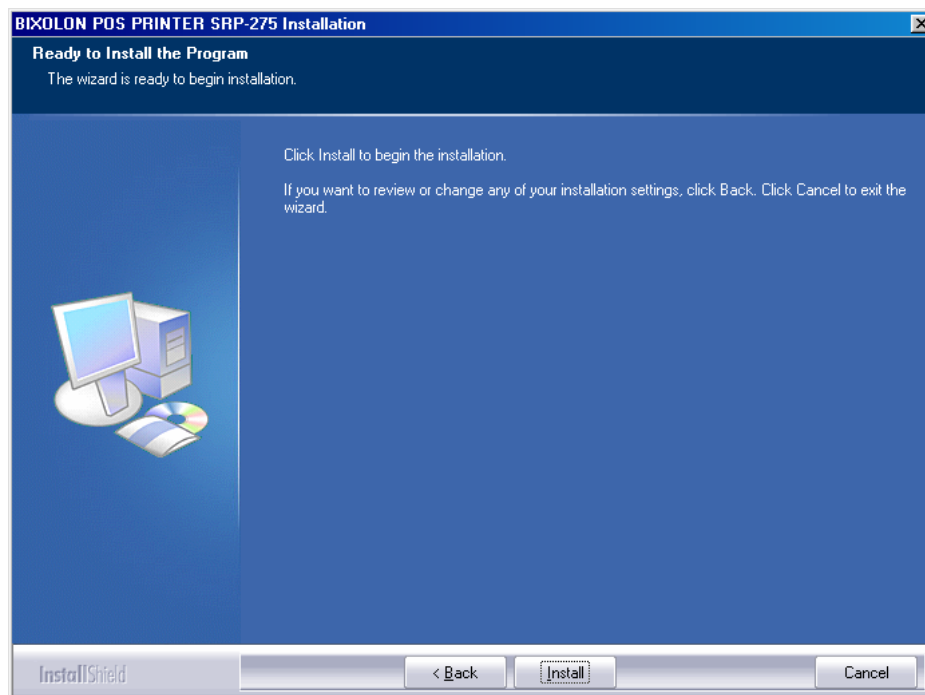 BIXOLON POS PRINTER SRP-275 Installation
Ready to Install the Program
The wizard is ready to begin installation.
Click Install to begin the installation.
If you want to review or change any of your installation settings, click Back. Click Cancel to exit the
wizard.
InstallShield
< Back Install Cancel